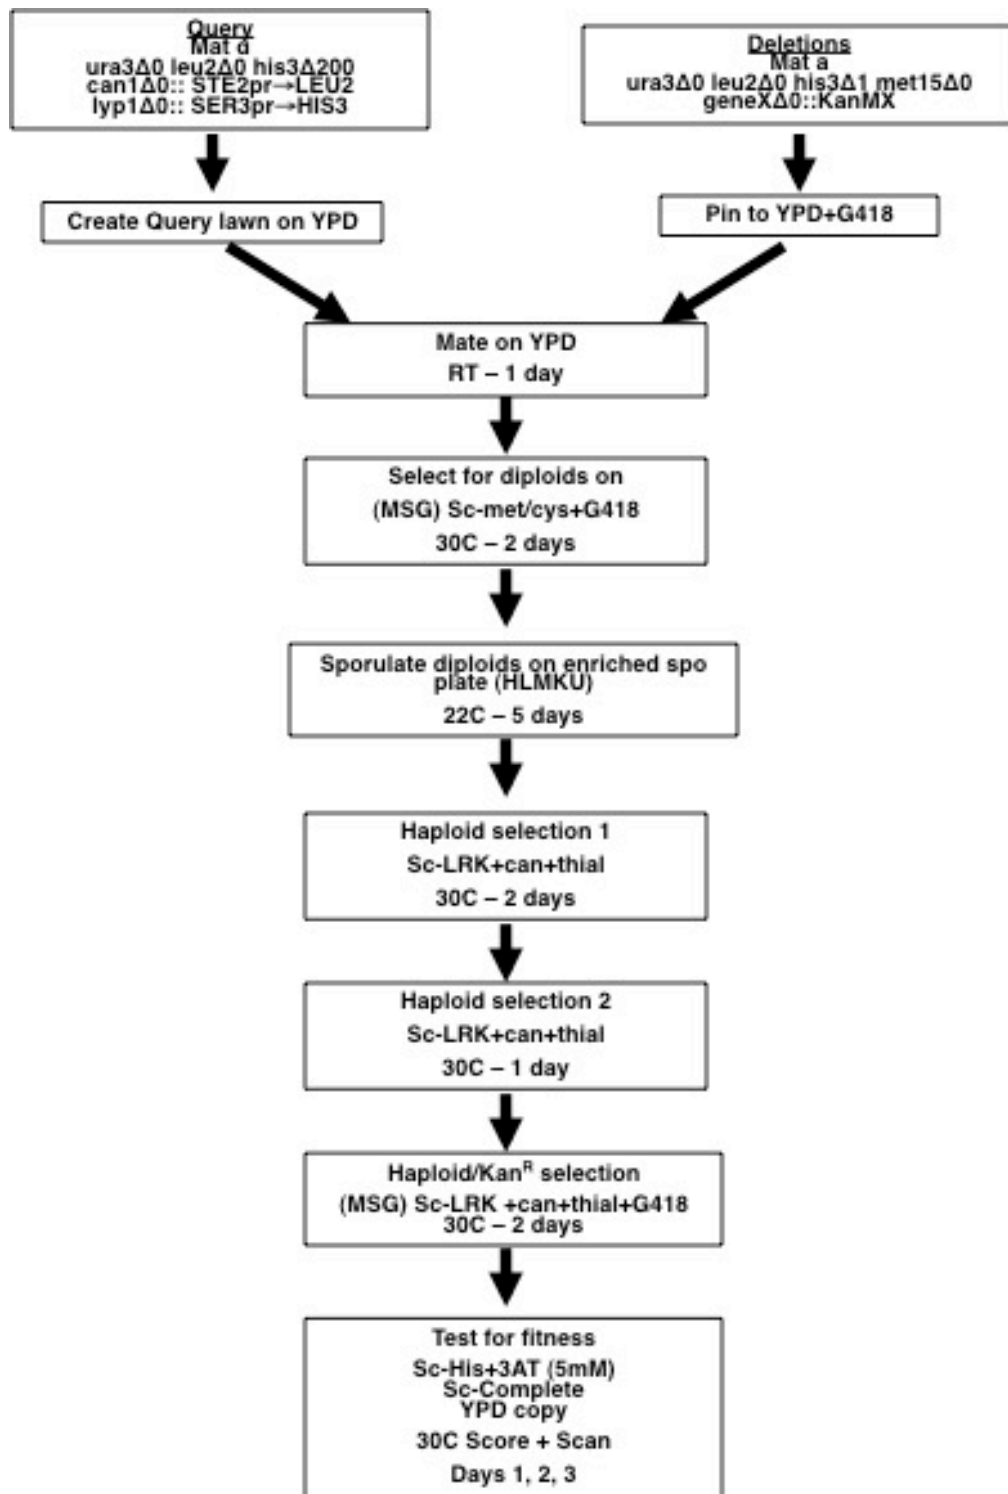 Query
Mat α
ura3Δ0 leu2Δ0 his3Δ200
can1Δ0:: STE2pr→LEU2
lyp1Δ0:: SER3pr→HIS3
Deletions
Mat a
ura3Δ0 leu2Δ0 his3Δ1 met15Δ0
geneXΔ0::KanMX
Create Query lawn on YPD
Pin to YPD+G418
Mate on YPD
RT – 1 day
Select for diploids on
(MSG) Sc-met/cys+G418
30C – 2 days
Sporulate diploids on enriched spo
plate (HLMKU)
22C – 5 days
Haploid selection 1
Sc-LRK+can+thial
30C – 2 days
Haploid selection 2
Sc-LRK+can+thial
30C – 1 day
Haploid/Kanᴿ selection
(MSG) Sc-LRK +can+thial+G418
30C – 2 days
Test for fitness
Sc-His+3AT (5mM)
Sc-Complete
YPD copy
30C Score + Scan
Days 1, 2, 3